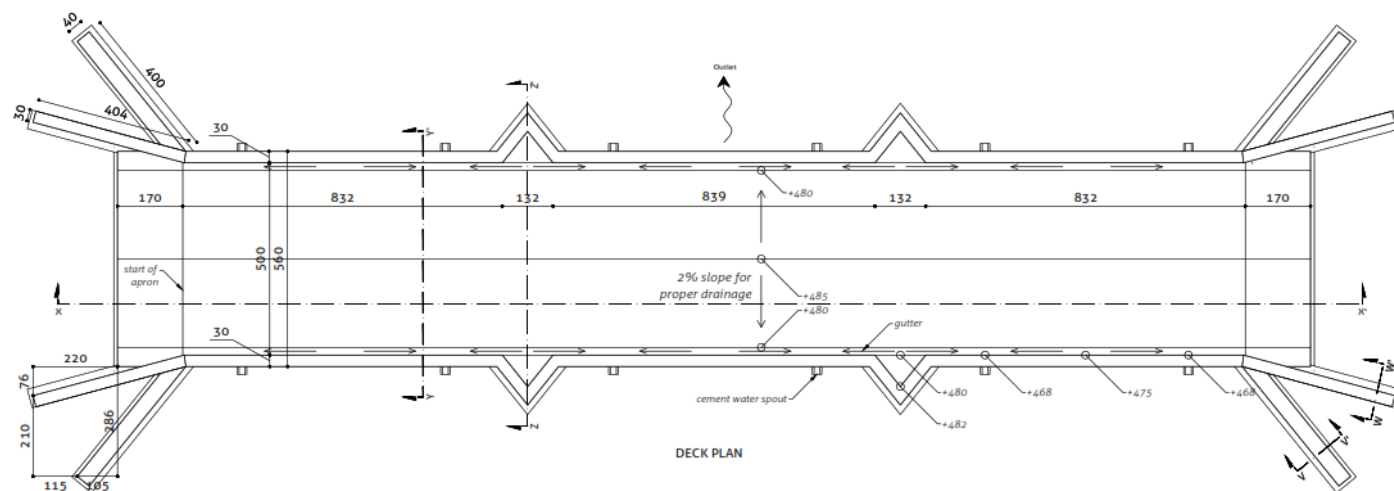 40
400
Outlet
Z'
30
404
30
Y'
+480
170
832
132
839
132
832
170
500
560
start of
apron
2% slope for
proper drainage
+485
+480
X
X'
30
gutter
220
76
+480
+468
+475
+468
W'
Y
cement water spout
+482
W
286
210
Z
V'
DECK PLAN
V
115
105